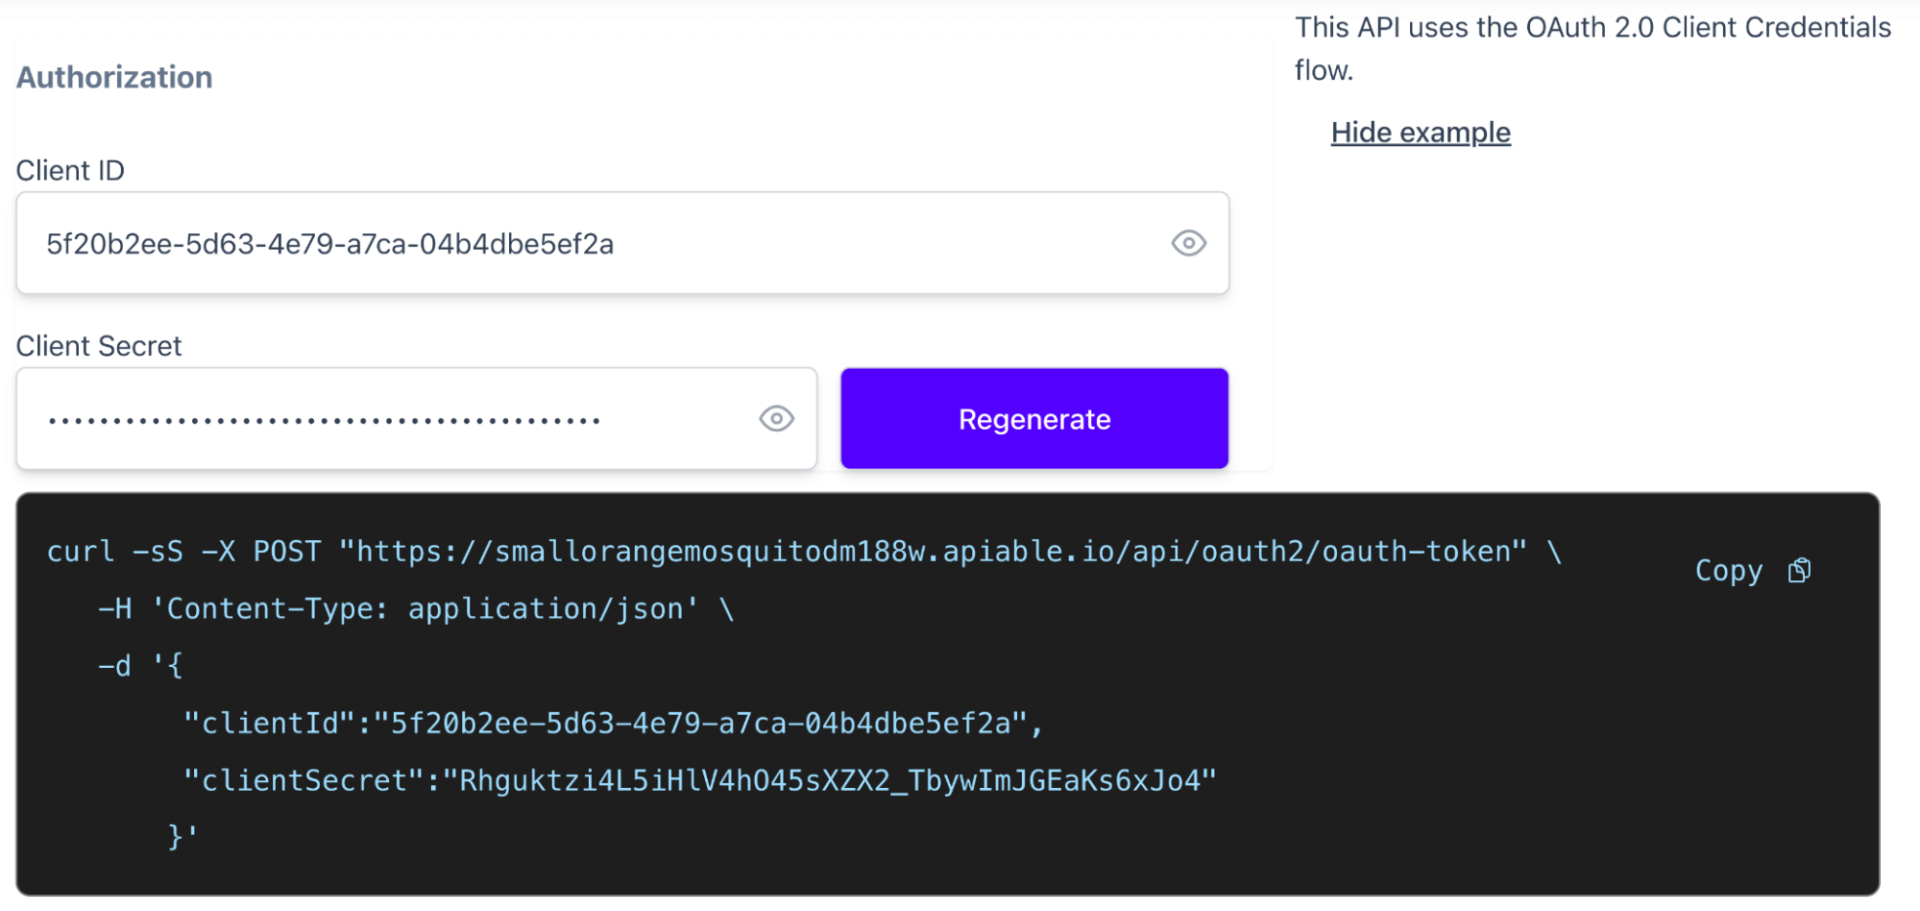 This API uses the OAuth 2.0 Client Credentials
flow.
Hide example
Authorization
Client ID
5f20b2ee-5d63-4e79-a7ca-04b4dbe5ef2a
Client Secret
•••••••••••••••••••••••••••••••••••••••••••
Regenerate
curl -sS -X POST "https://smallorangemosquitodm188w.apiable.io/api/oauth2/oauth-token" \
Copy
-H 'Content-Type: application/json' \
-d '{
"clientId":"5f20b2ee-5d63-4e79-a7ca-04b4dbe5ef2a",
"clientSecret":"Rhguktzi4L5iHlV4hO45sXZX2_TbywImJGEaKs6xJo4"
}'